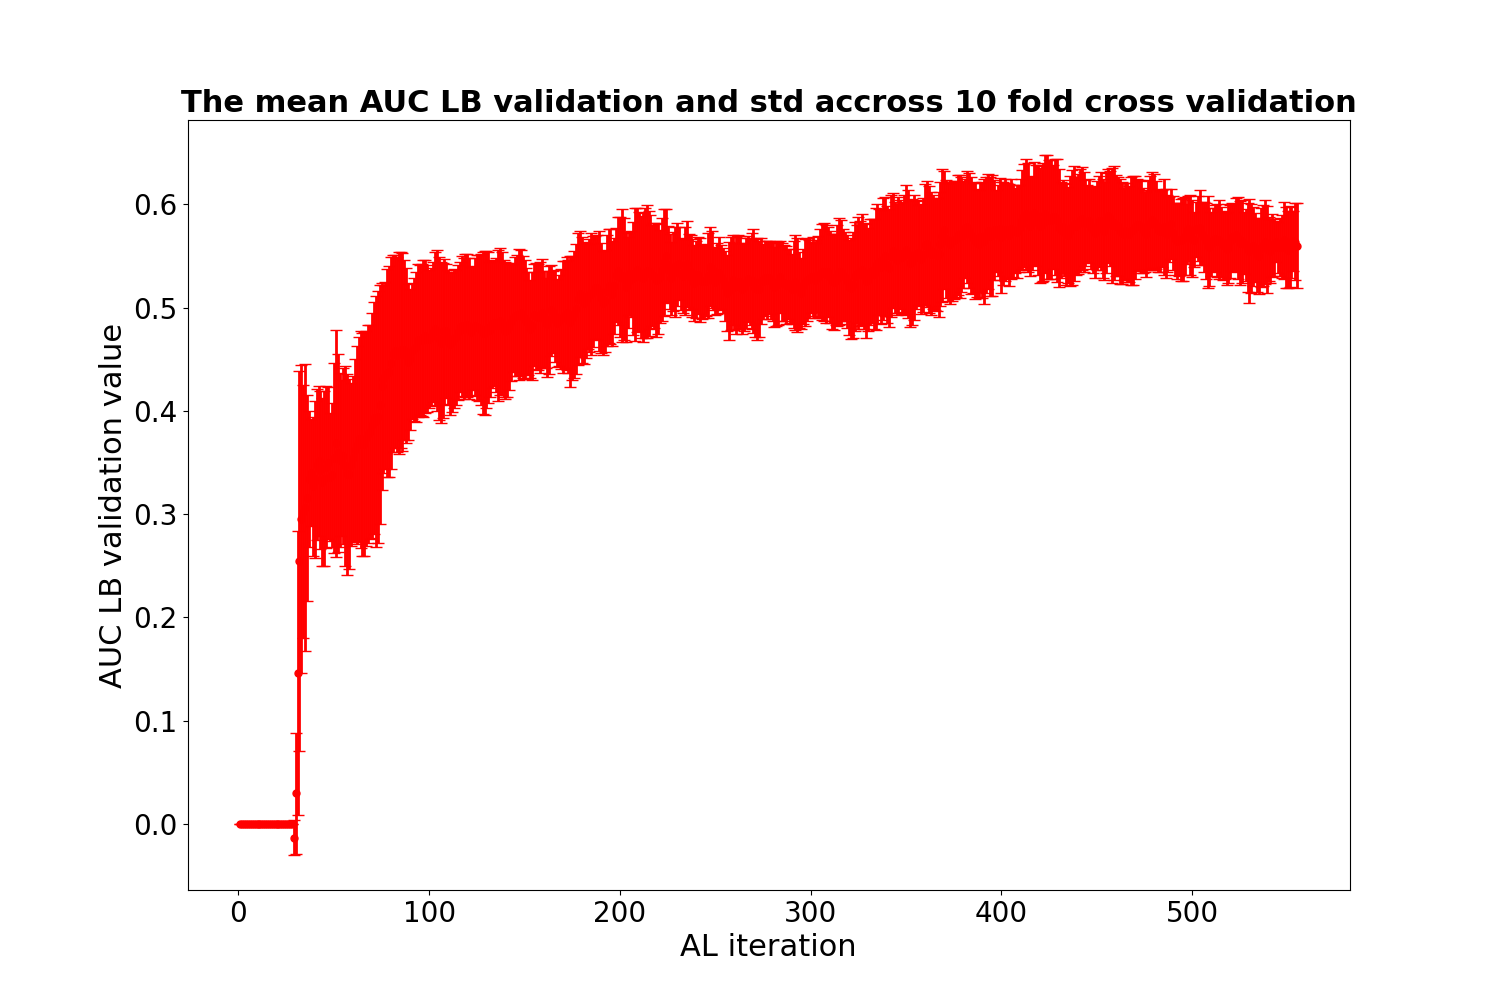 The mean AUC LB validation and std accross 10 fold cross validation
0.6
0.5
0.4
0.3
0.2
0.1
0.0
AUC LB validation value
0 100 200 300 400 500
AL iteration